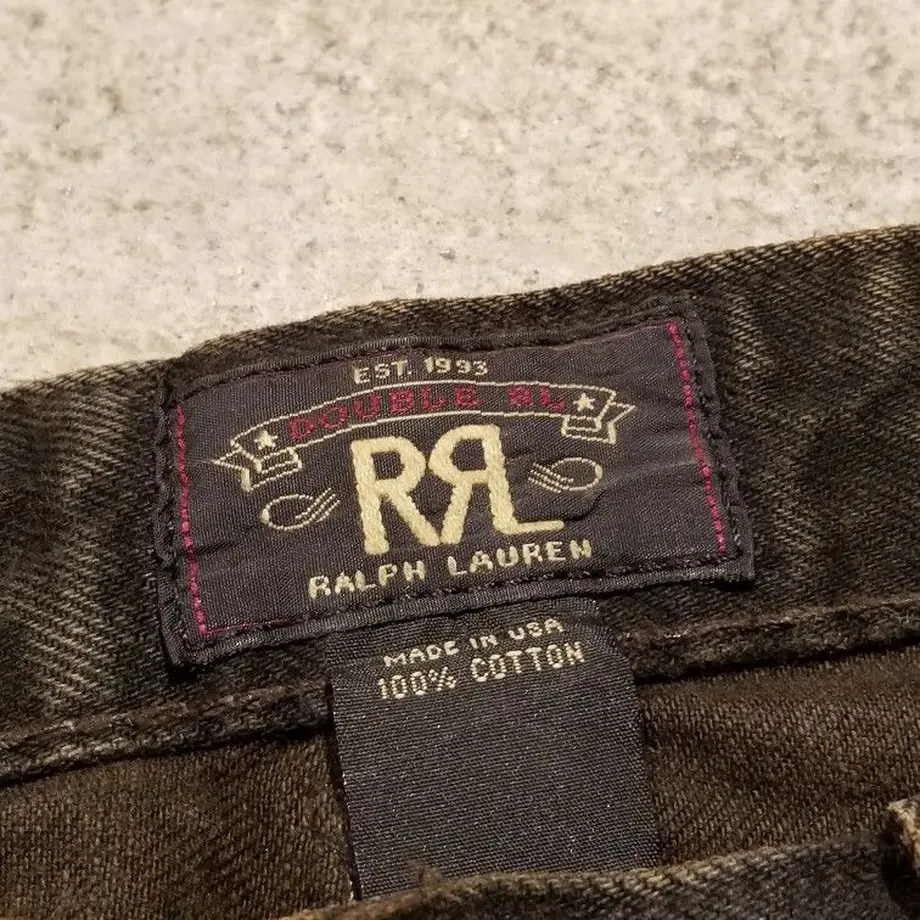 EST. 1993
DOUBLE RL
RRL
RALPH LAUREN
MADE IN USA
100% COTTON